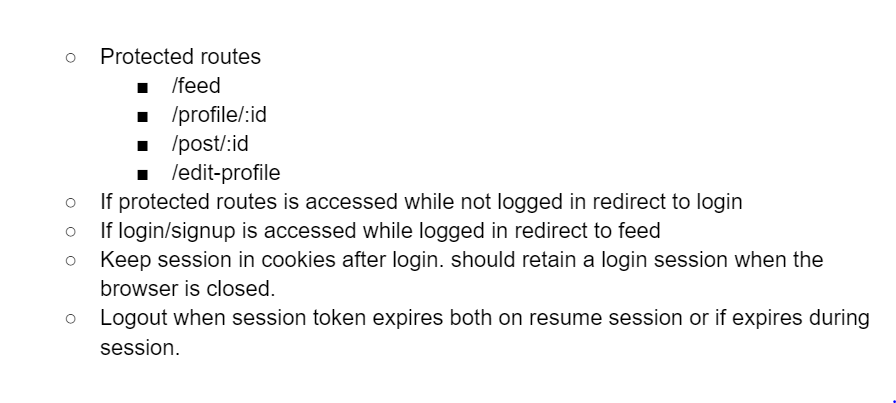 ○ Protected routes
■ /feed
■ /profile/:id
■ /post/:id
■ /edit-profile
○ If protected routes is accessed while not logged in redirect to login
○ If login/signup is accessed while logged in redirect to feed
○ Keep session in cookies after login. should retain a login session when the
browser is closed.
○ Logout when session token expires both on resume session or if expires during
session.